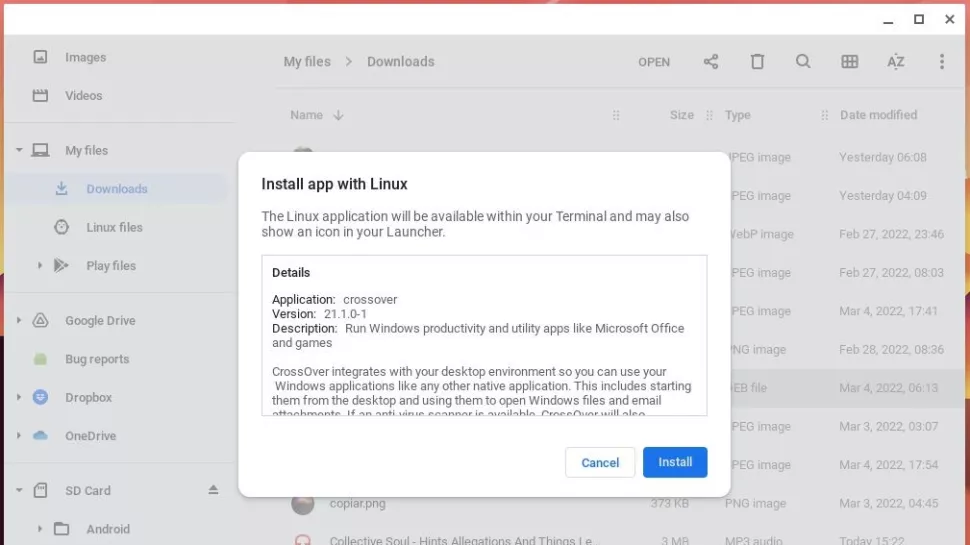 Images
Videos
My files
Downloads
Linux files
Play files
Google Drive
Bug reports
Dropbox
OneDrive
SD Card
Android
My files > Downloads
OPEN
AZ
Name Size Type Date modified
JPEG image Yesterday 06:08
JPEG image Yesterday 04:09
WebP image Feb 27, 2022, 23:46
JPEG image Feb 27, 2022, 08:03
JPEG image Mar 4, 2022, 17:41
PNG image Feb 28, 2022, 08:36
DEB file Mar 4, 2022, 06:13
JPEG image Mar 3, 2022, 03:07
JPEG image Mar 4, 2022, 17:54
copiar.png 373 KB PNG image Mar 3, 2022, 04:45
Collective Soul - Hints Allegations And Things Le... 3 MB MP3 audio Today 15:22
Install app with Linux
The Linux application will be available within your Terminal and may also
show an icon in your Launcher.
Details
Application: crossover
Version: 21.1.0-1
Description: Run Windows productivity and utility apps like Microsoft Office
and games
CrossOver integrates with your desktop environment so you can use your
Windows applications like any other native application. This includes starting
them from the desktop and using them to open Windows files and email
attachments. If an anti-virus scanner is available, CrossOver will also
Cancel
Install